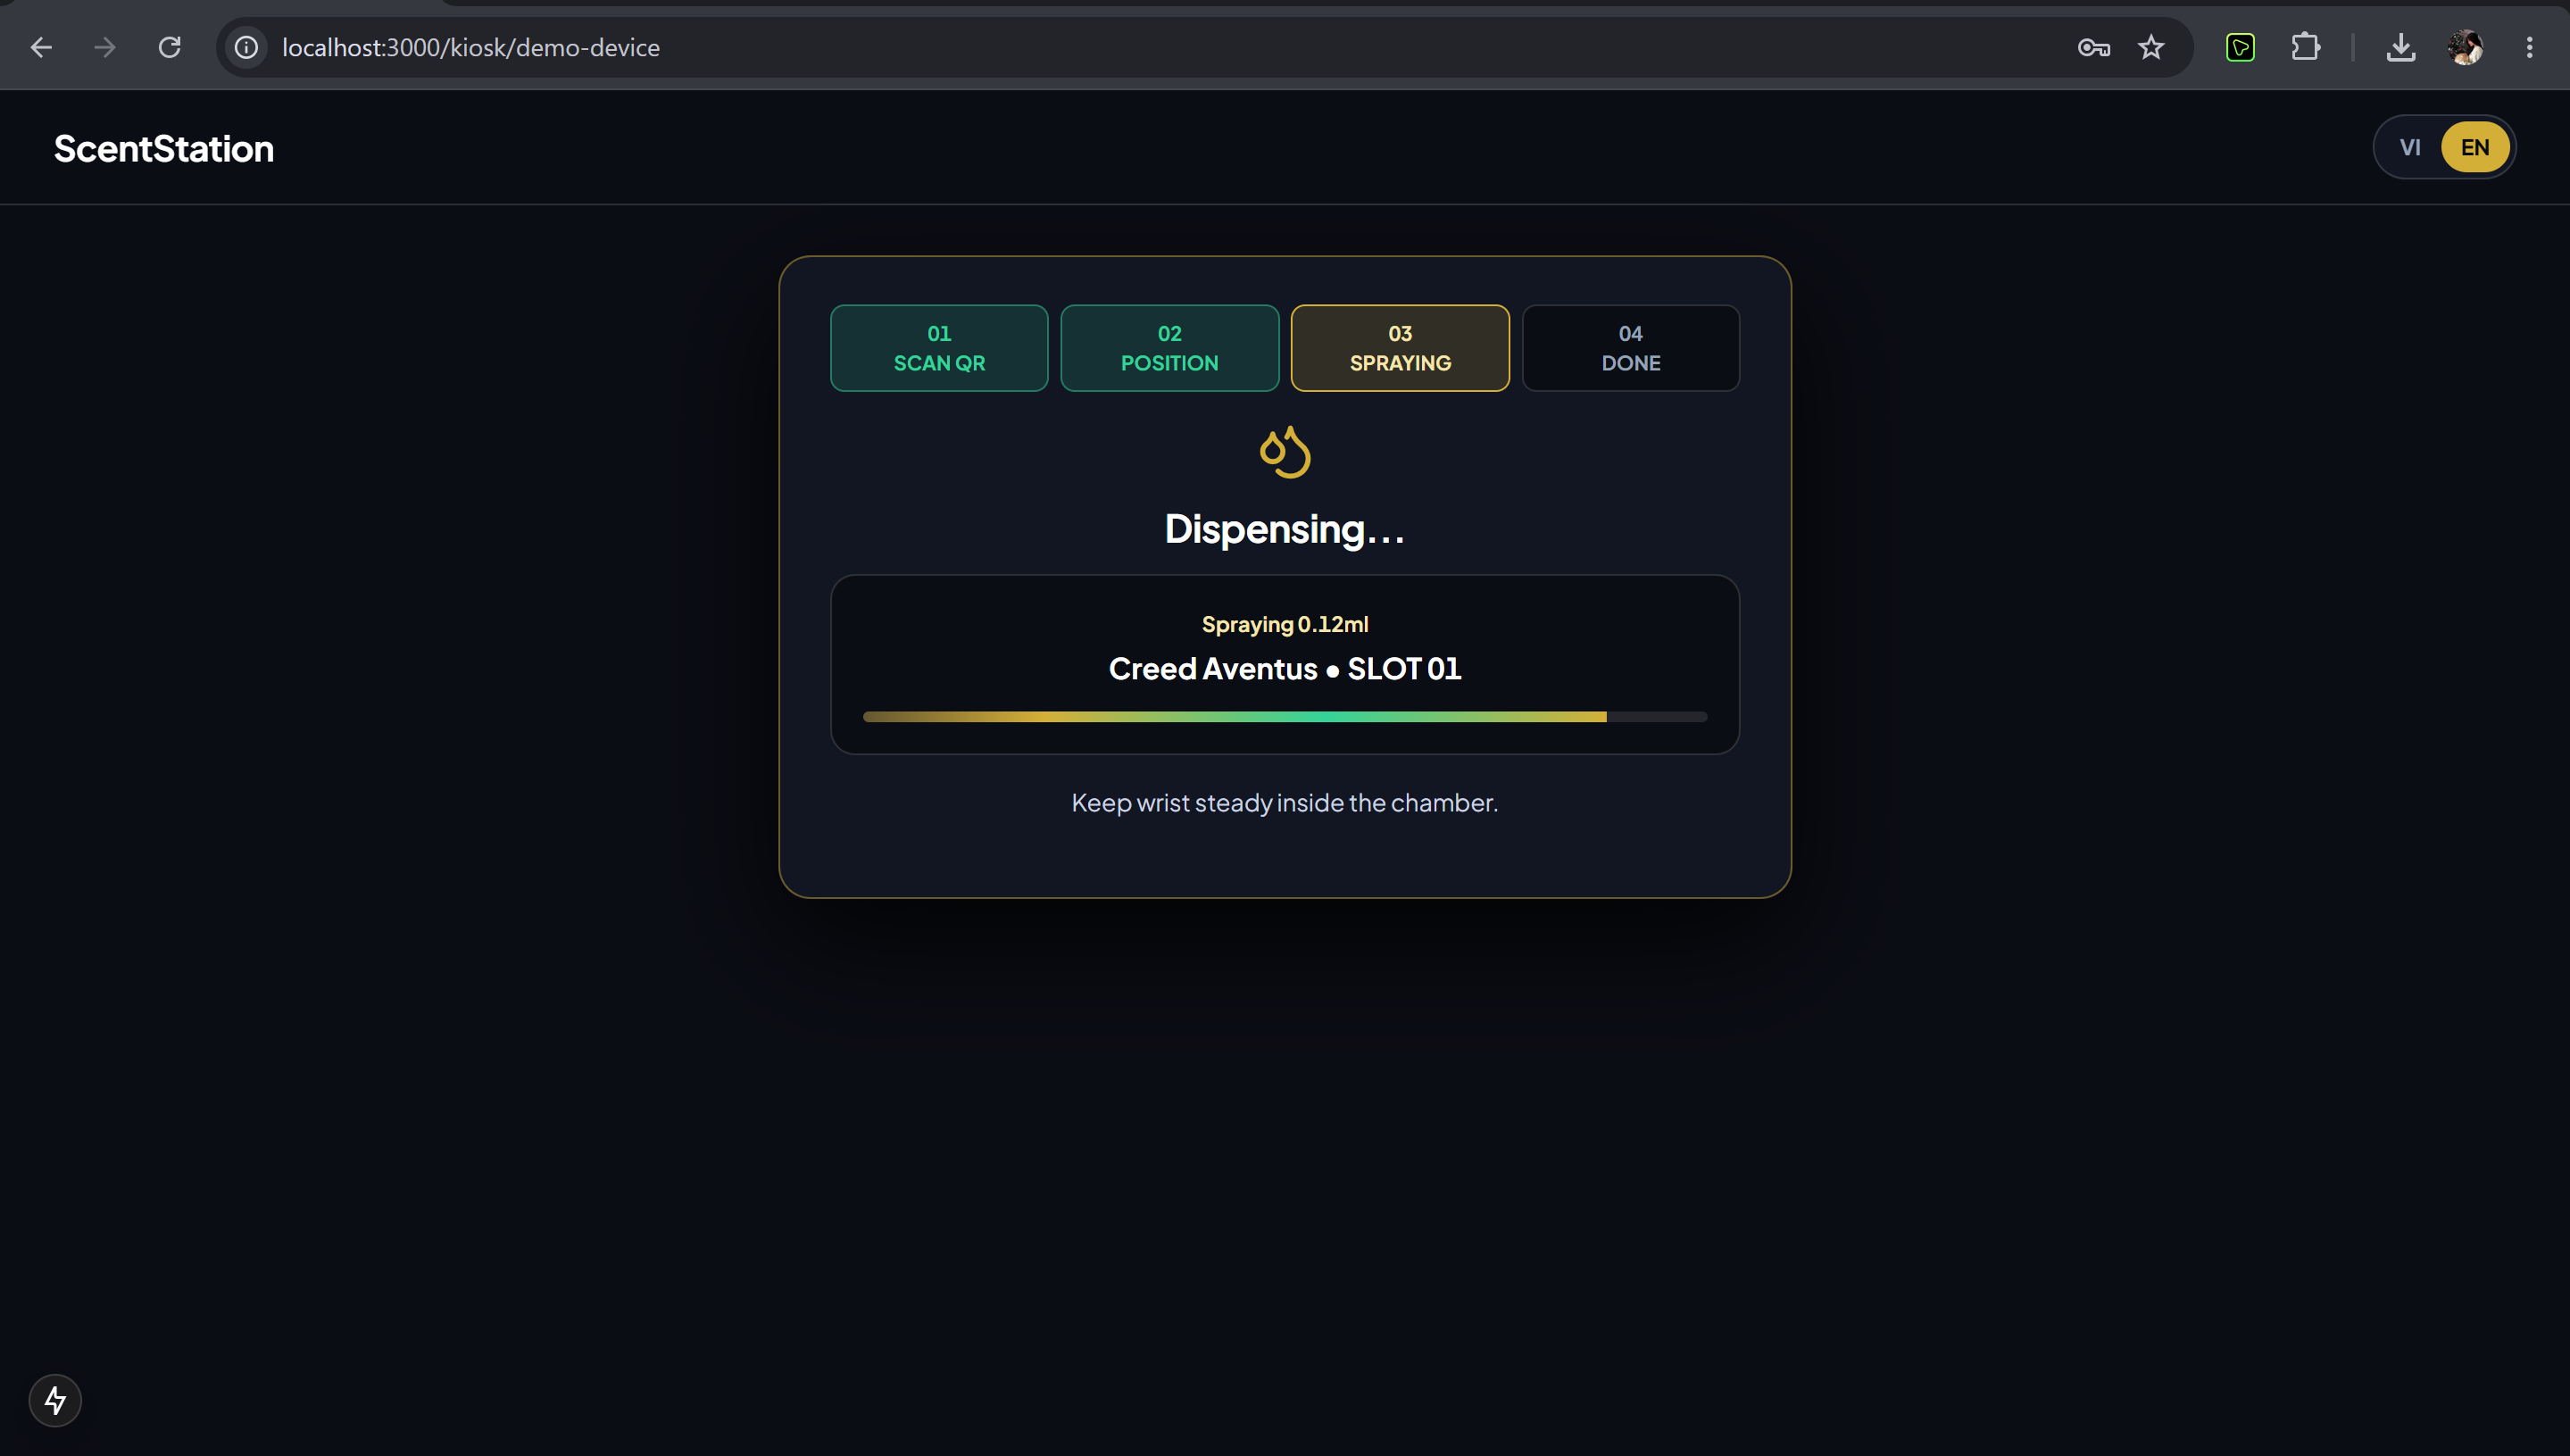 localhost:3000/kiosk/demo-device
ScentStation
VI EN
01
SCAN QR
02
POSITION
03
SPRAYING
04
DONE
Dispensing...
Spraying 0.12ml
Creed Aventus • SLOT 01
Keep wrist steady inside the chamber.